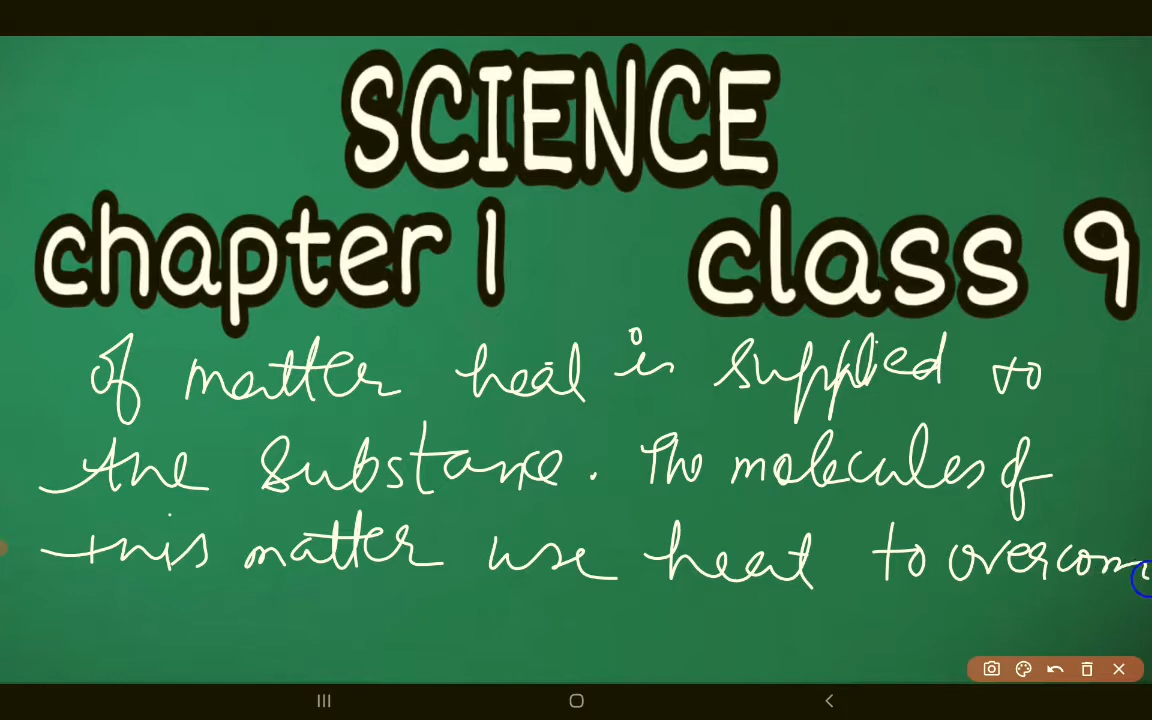 SCIENCE
chapter 1 class 9
of matter heat is supplied to
the substance. The molecules of
this matter use heat to overcom